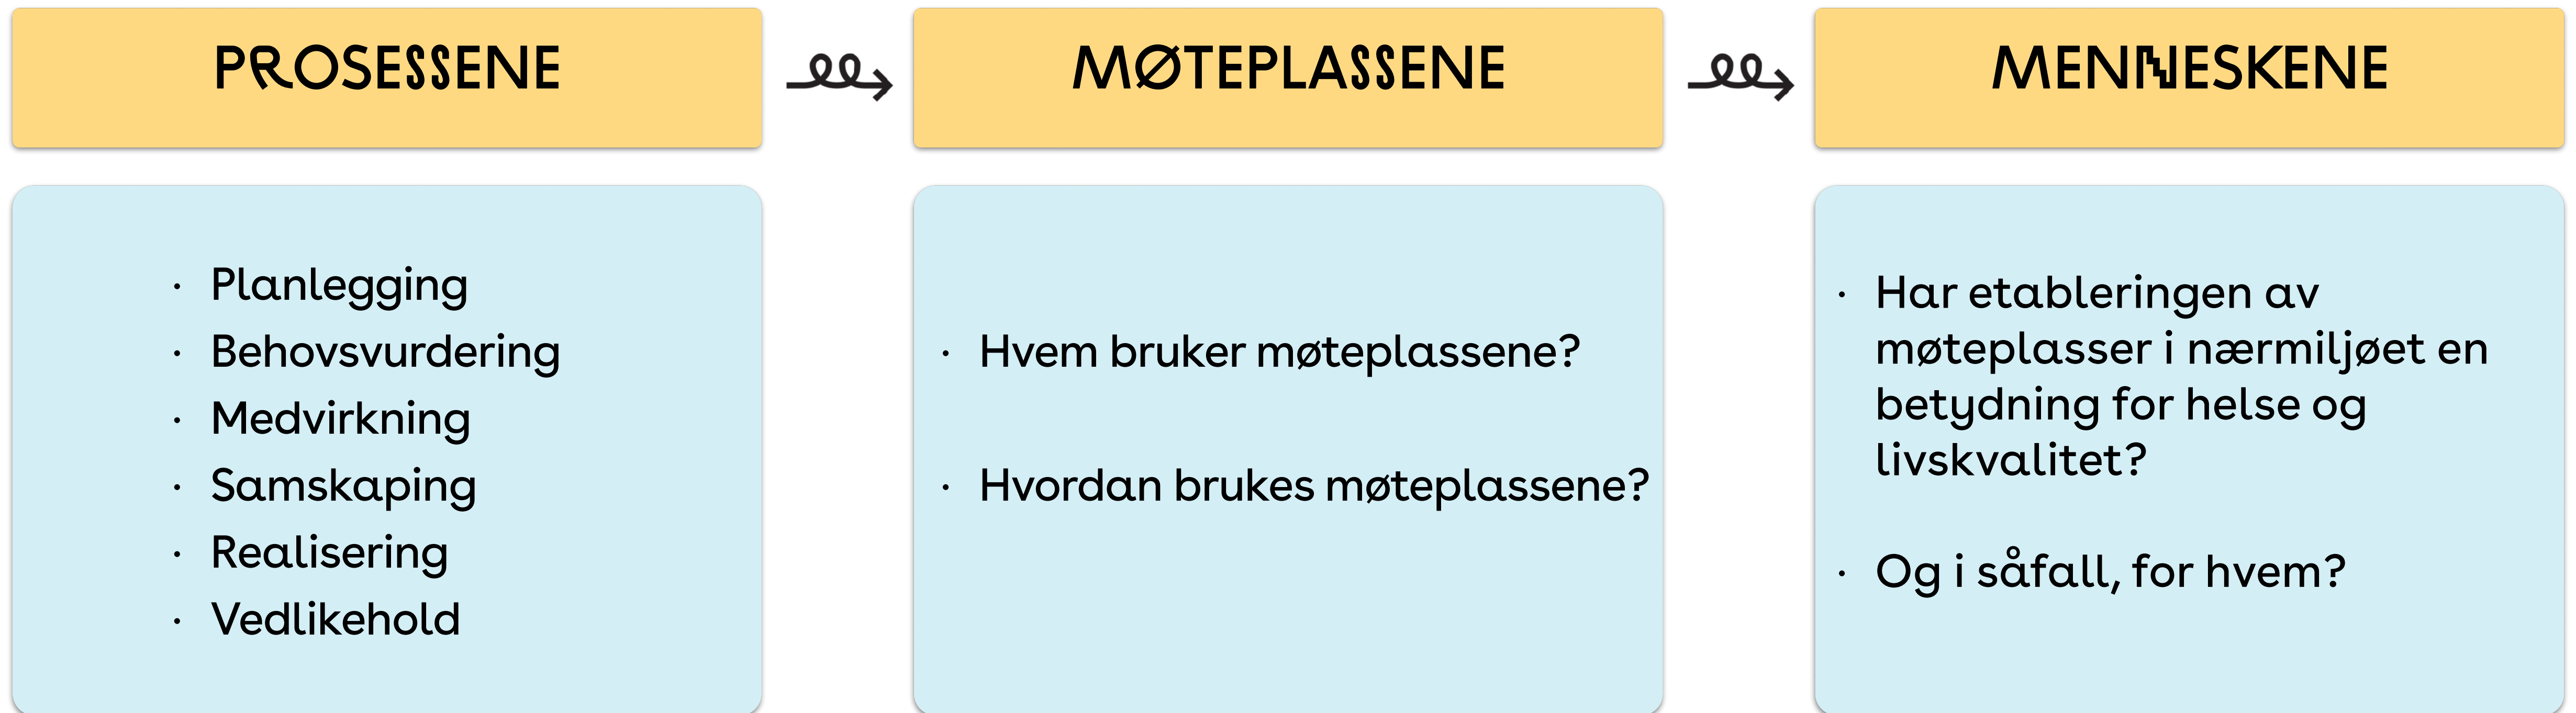 PROSESSENE
· Planlegging
· Behovsvurdering
· Medvirkning
· Samskaping
· Realisering
· Vedlikehold
MØTEPLASSENE
· Hvem bruker møteplassene?
· Hvordan brukes møteplassene?
MENNESKENE
· Har etableringen av
møteplasser i nærmiljøet en
betydning for helse og
livskvalitet?
· Og i såfall, for hvem?